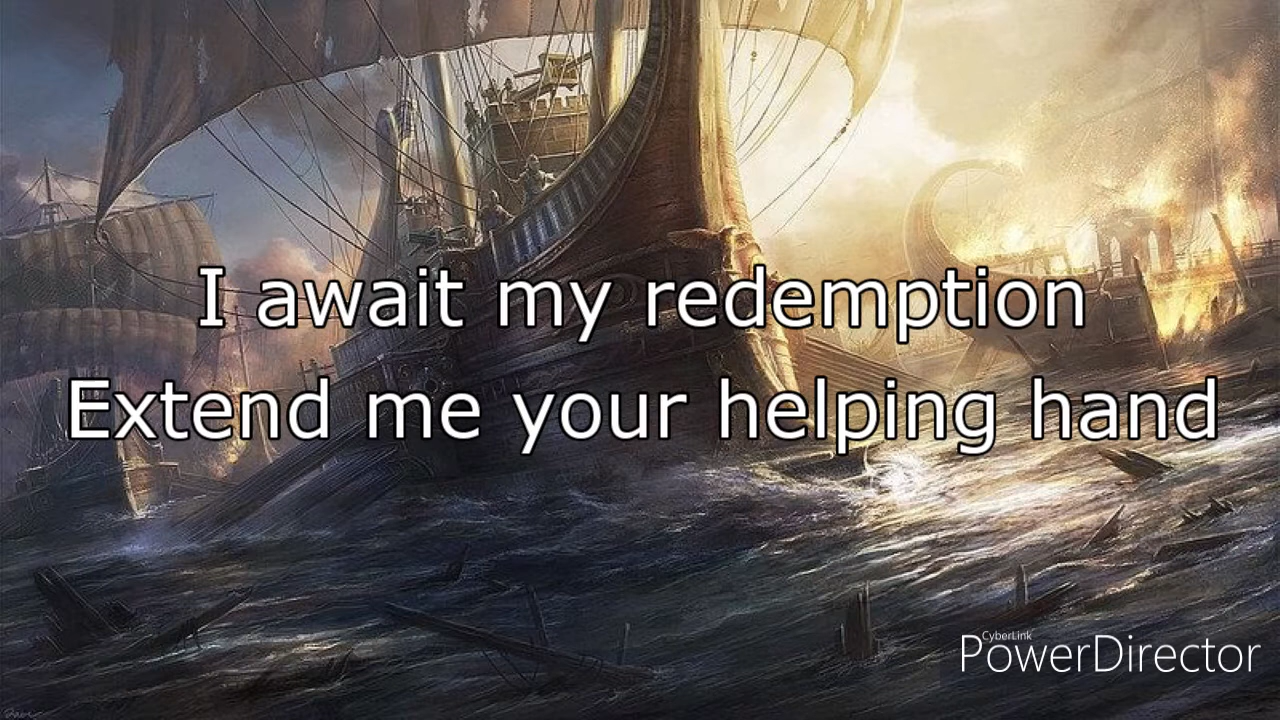 I await my redemption
Extend me your helping hand
CyberLink
PowerDirector